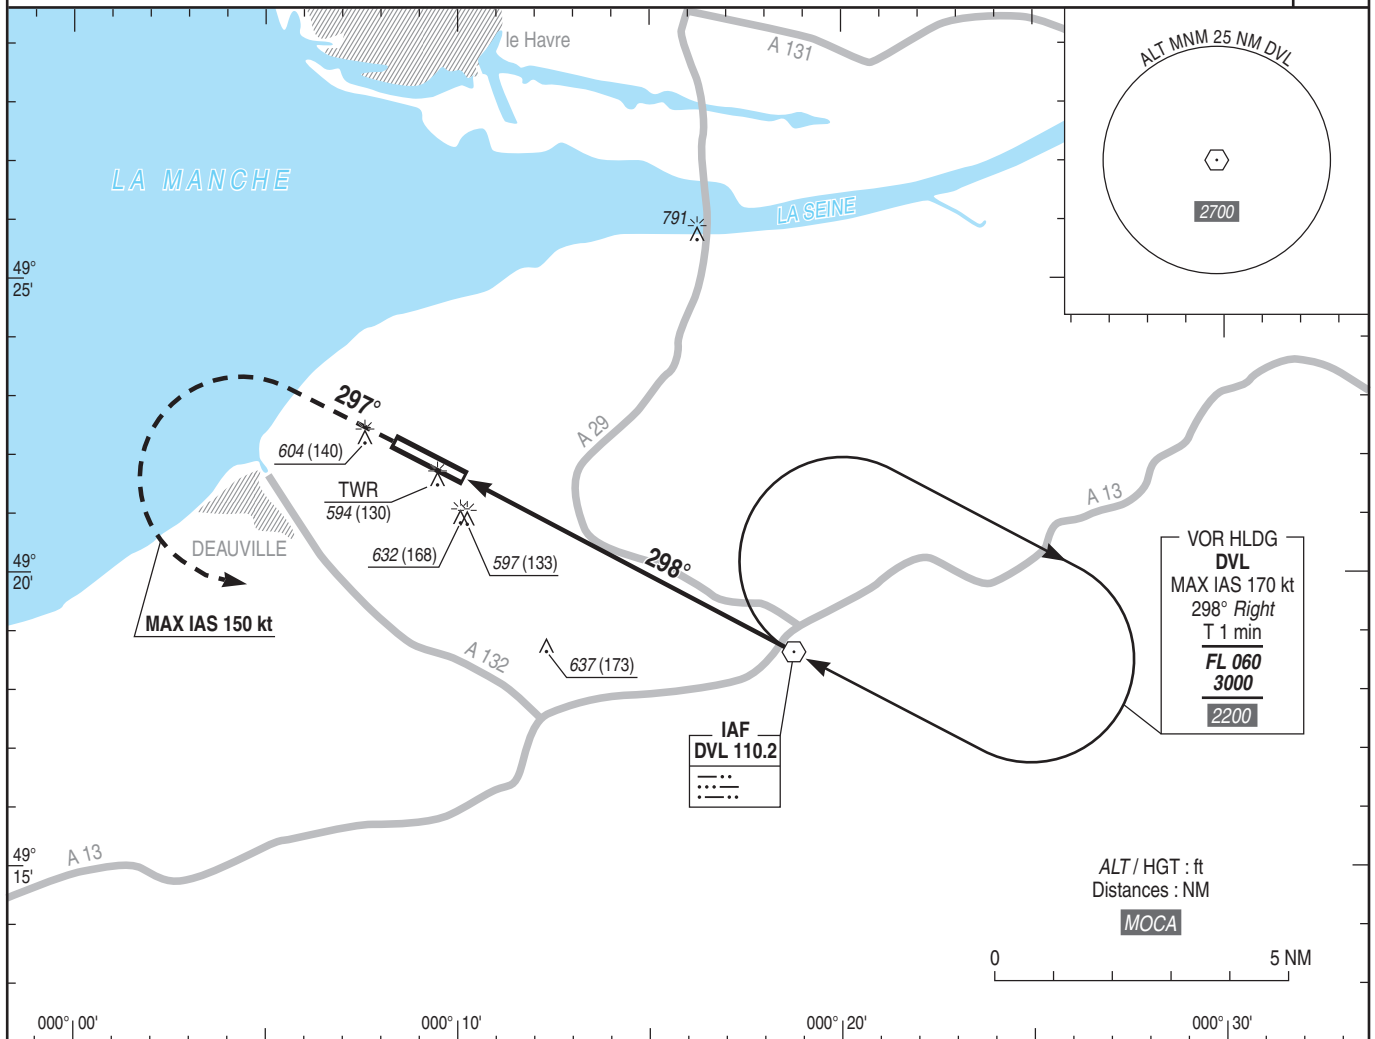 le Havre
A 131
ALT MNM 25 NM DVL
2700
LA MANCHE
LA SEINE
791
49°
25'
297°
604 (140)
A 29
TWR
594 (130)
632 (168)
597 (133)
298°
A 13
DEAUVILLE
49°
20'
MAX IAS 150 kt
A 132
637 (173)
VOR HLDG
DVL
MAX IAS 170 kt
298° Right
T 1 min
FL 060
3000
2200
IAF
DVL 110.2
A 13
49°
15'
ALT / HGT : ft
Distances : NM
MOCA
0 5 NM
000° 00' 000° 10' 000° 20' 000° 30'